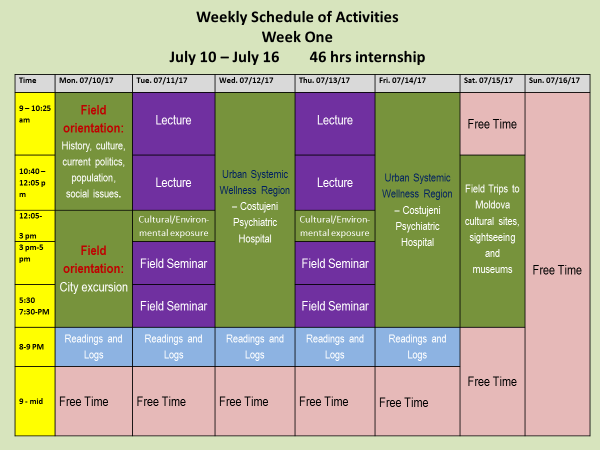 Weekly Schedule of Activities
Week One
July 10 – July 16 46 hrs internship
Time Mon. 07/10/17 Tue. 07/11/17 Wed. 07/12/17 Thu. 07/13/17 Fri. 07/14/17 Sat. 07/15/17 Sun. 07/16/17
9 – 10:25
am
Field
orientation:
History, culture,
current politics,
population,
social issues.
Lecture
Lecture
Free Time
10:40 –
12:05 p
m
Lecture
Urban Systemic
Wellness Region
– Costujeni
Psychiatric
Hospital
Lecture
Urban Systemic
Wellness Region
– Costujeni
Psychiatric
Hospital
Field Trips to
Moldova
cultural sites,
sightseeing
and
museums
Free Time
12:05-
3 pm
Field
orientation:
City excursion
Cultural/Environ-
mental exposure
Cultural/Environ-
mental exposure
3 pm-5
pm
Field Seminar
Field Seminar
5:30
7:30-PM
Field Seminar
Field Seminar
8-9 PM
Readings and
Logs
Readings and
Logs
Readings and
Logs
Readings and
Logs
Readings and
Logs
Free Time
9 - mid
Free Time
Free Time
Free Time
Free Time
Free Time